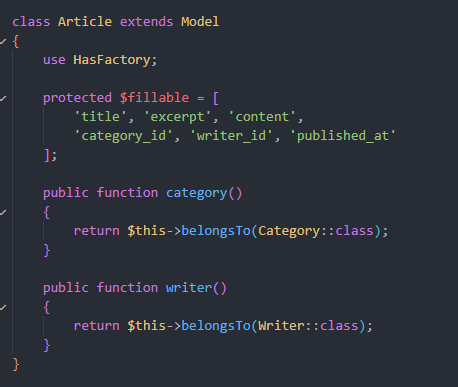 class Article extends Model
{
use HasFactory;
protected $fillable = [
'title', 'excerpt', 'content',
'category_id', 'writer_id', 'published_at'
];
public function category()
{
return $this->belongsTo(Category::class);
}
public function writer()
{
return $this->belongsTo(Writer::class);
}
}